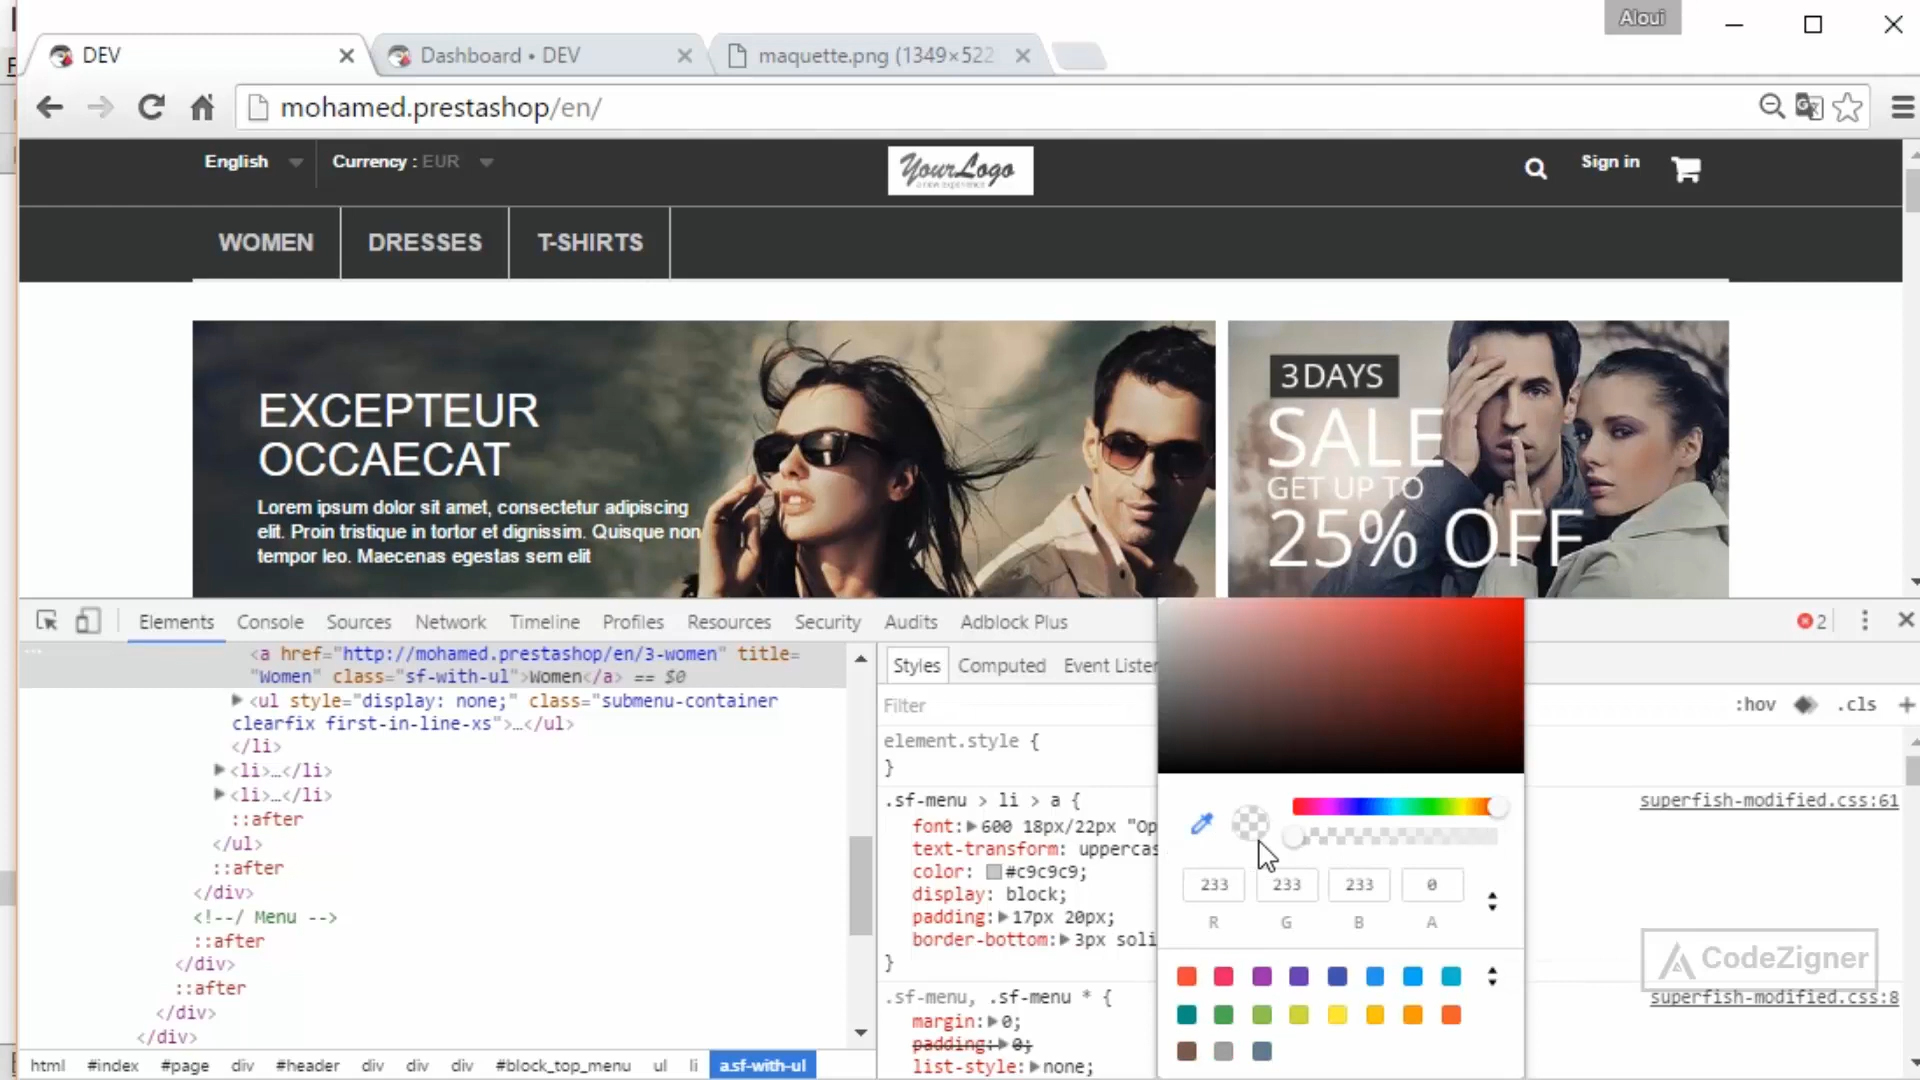 Aloui
DEV
Dashboard • DEV
maquette.png (1349×522
mohamed.prestashop/en/
English
Currency : EUR
YourLogo
a new experience
Sign in
WOMEN
DRESSES
T-SHIRTS
EXCEPTEUR
OCCAECAT
Lorem ipsum dolor sit amet, consectetur adipiscing
elit. Proin tristique in tortor et dignissim. Quisque non
tempor leo. Maecenas egestas sem elit
3DAYS
SALE
GET UP TO
25% OFF
Elements Console Sources Network Timeline Profiles Resources Security Audits Adblock Plus
2
<a href="http://mohamed.prestashop/en/3-women" title=
"Women" class="sf-with-ul">Women</a> == $0
<ul style="display: none;" class="submenu-container
clearfix first-in-line-xs">…</ul>
</li>
<li>…</li>
<li>…</li>
::after
</ul>
::after
</div>
<!--/ Menu -->
::after
</div>
::after
</div>
</div>
html #index #page div #header div div div #block_top_menu ul li a.sf-with-ul
Styles Computed Event Listen
Filter
:hov .cls +
element.style {
}
.sf-menu > li > a {
superfish-modified.css:61
font: 600 18px/22px "Op
text-transform: uppercas
color: #c9c9c9;
display: block;
padding: 17px 20px;
border-bottom: 3px soli
}
.sf-menu, .sf-menu * {
superfish-modified.css:8
margin: 0;
padding: 0;
list-style: none;
233 233 233 0
R G B A
CodeZigner